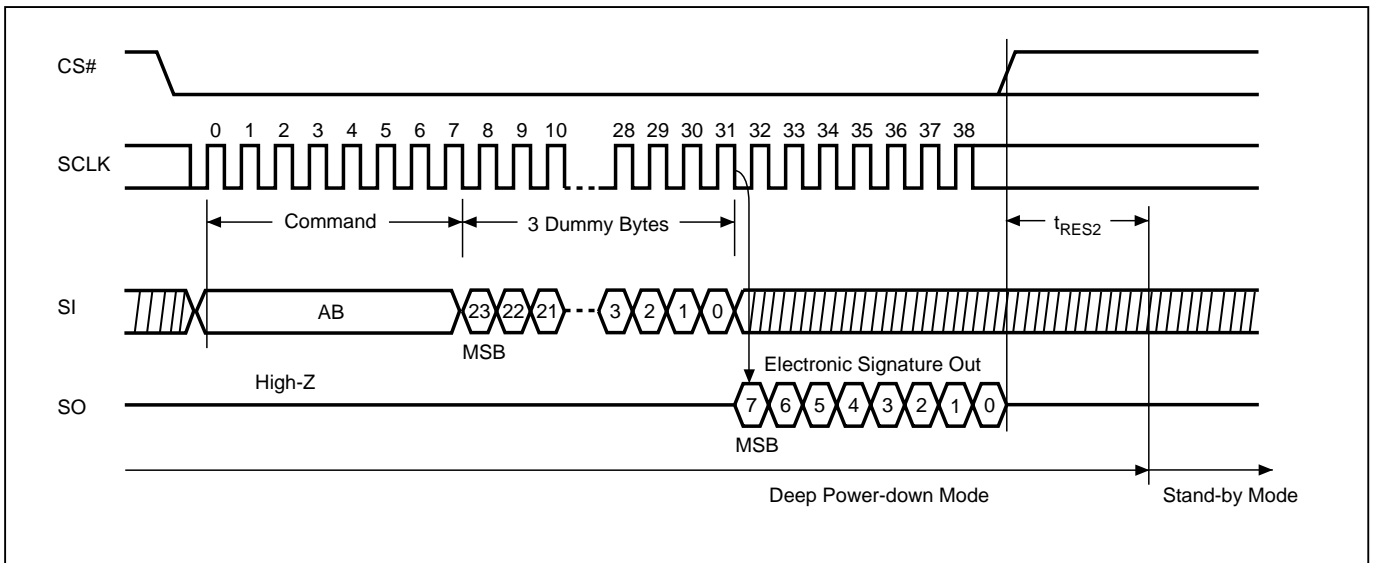 CS#
0 1 2 3 4 5 6 7 8 9 10 28 29 30 31 32 33 34 35 36 37 38
SCLK
Command 3 Dummy Bytes tRES2
SI AB 23 22 21 3 2 1 0
MSB
High-Z Electronic Signature Out
SO 7 6 5 4 3 2 1 0
MSB
Deep Power-down Mode Stand-by Mode